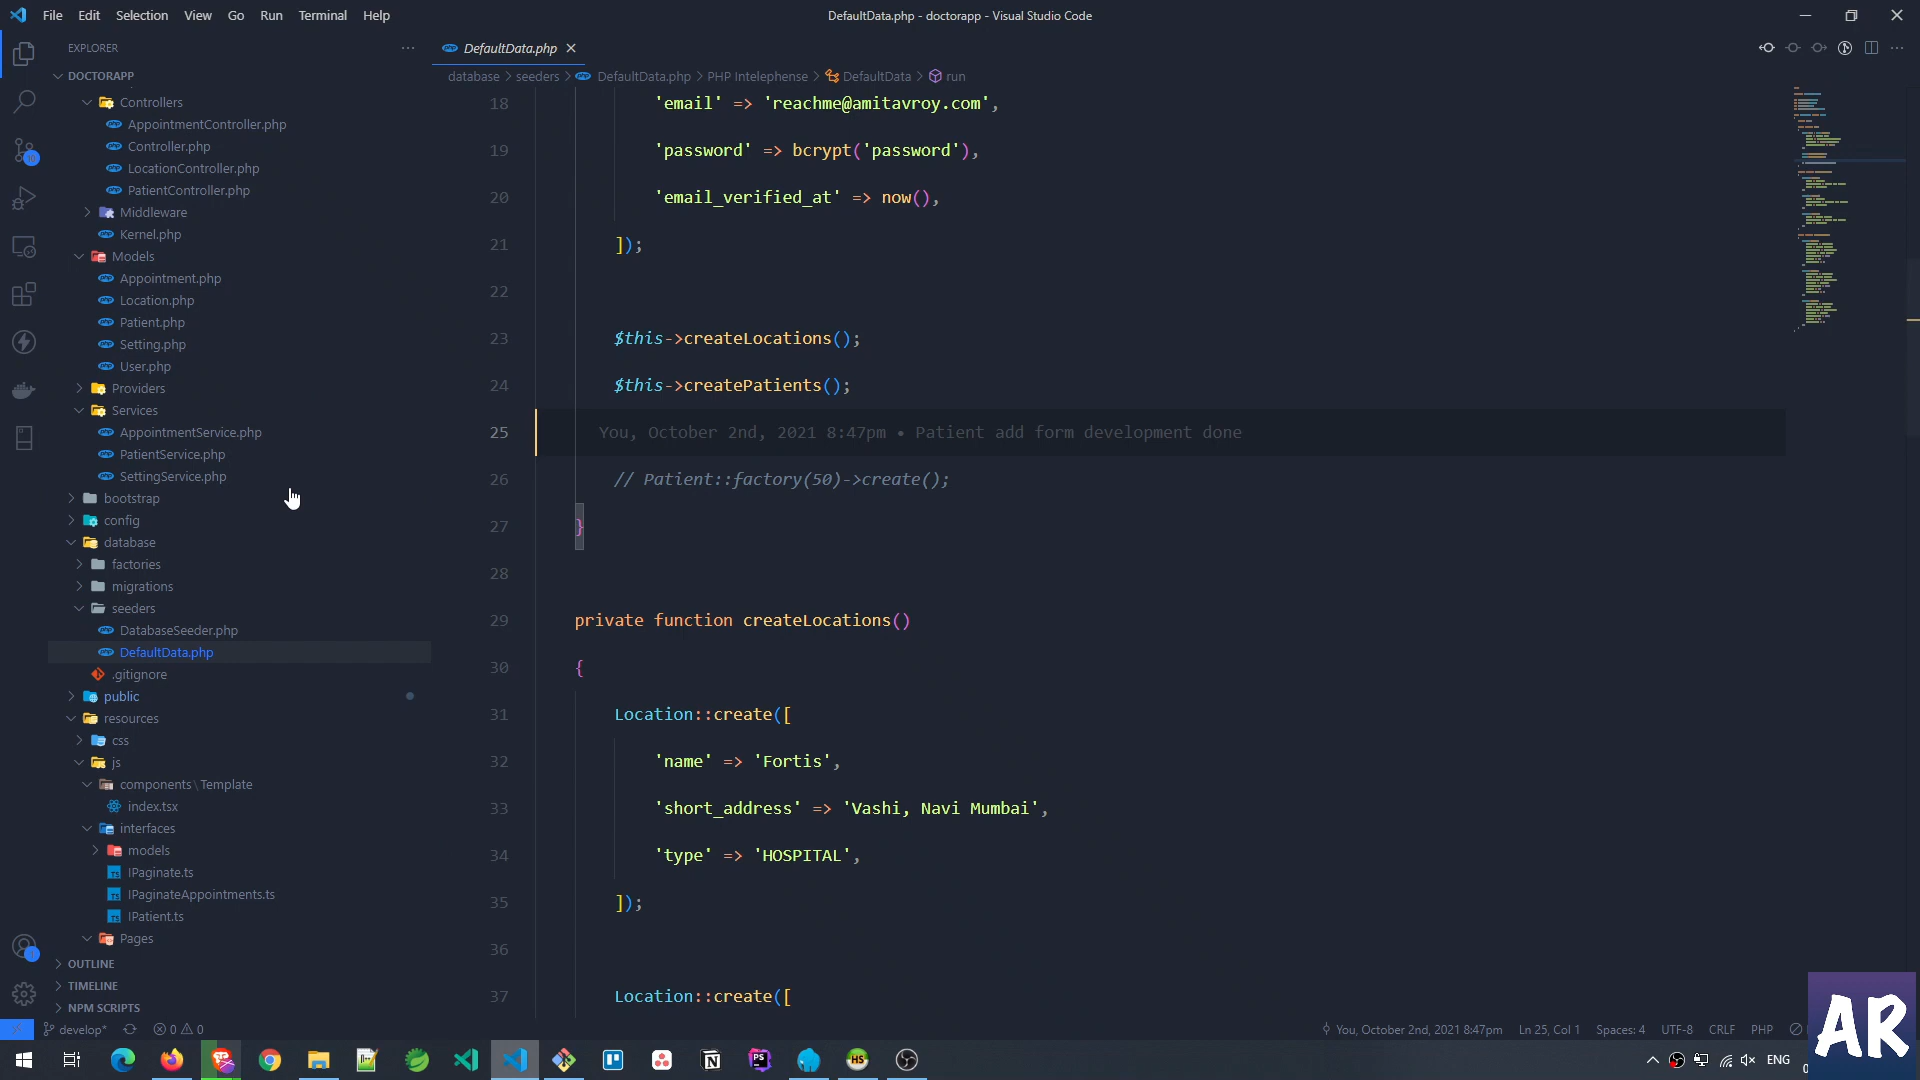 File Edit Selection View Go Run Terminal Help
DefaultData.php - doctorapp - Visual Studio Code
EXPLORER
DOCTORAPP
Controllers
AppointmentController.php
Controller.php
LocationController.php
PatientController.php
Middleware
Kernel.php
Models
Appointment.php
Location.php
Patient.php
Setting.php
User.php
Providers
Services
AppointmentService.php
PatientService.php
SettingService.php
bootstrap
config
database
factories
migrations
seeders
DatabaseSeeder.php
DefaultData.php
.gitignore
public
resources
css
js
components\Template
index.tsx
interfaces
models
IPaginate.ts
IPaginateAppointments.ts
IPatient.ts
Pages
OUTLINE
TIMELINE
NPM SCRIPTS
DefaultData.php
database > seeders > DefaultData.php > PHP Intelephense > DefaultData > run
18 'email' => 'reachme@amitavroy.com',
19 'password' => bcrypt('password'),
20 'email_verified_at' => now(),
21 ]);
22
23 $this->createLocations();
24 $this->createPatients();
25 You, October 2nd, 2021 8:47pm • Patient add form development done
26 // Patient::factory(50)->create();
27 }
28
29 private function createLocations()
30 {
31 Location::create([
32 'name' => 'Fortis',
33 'short_address' => 'Vashi, Navi Mumbai',
34 'type' => 'HOSPITAL',
35 ]);
36
37 Location::create([
develop* 0 0
You, October 2nd, 2021 8:47pm Ln 25, Col 1 Spaces: 4 UTF-8 CRLF PHP
ENG
AR